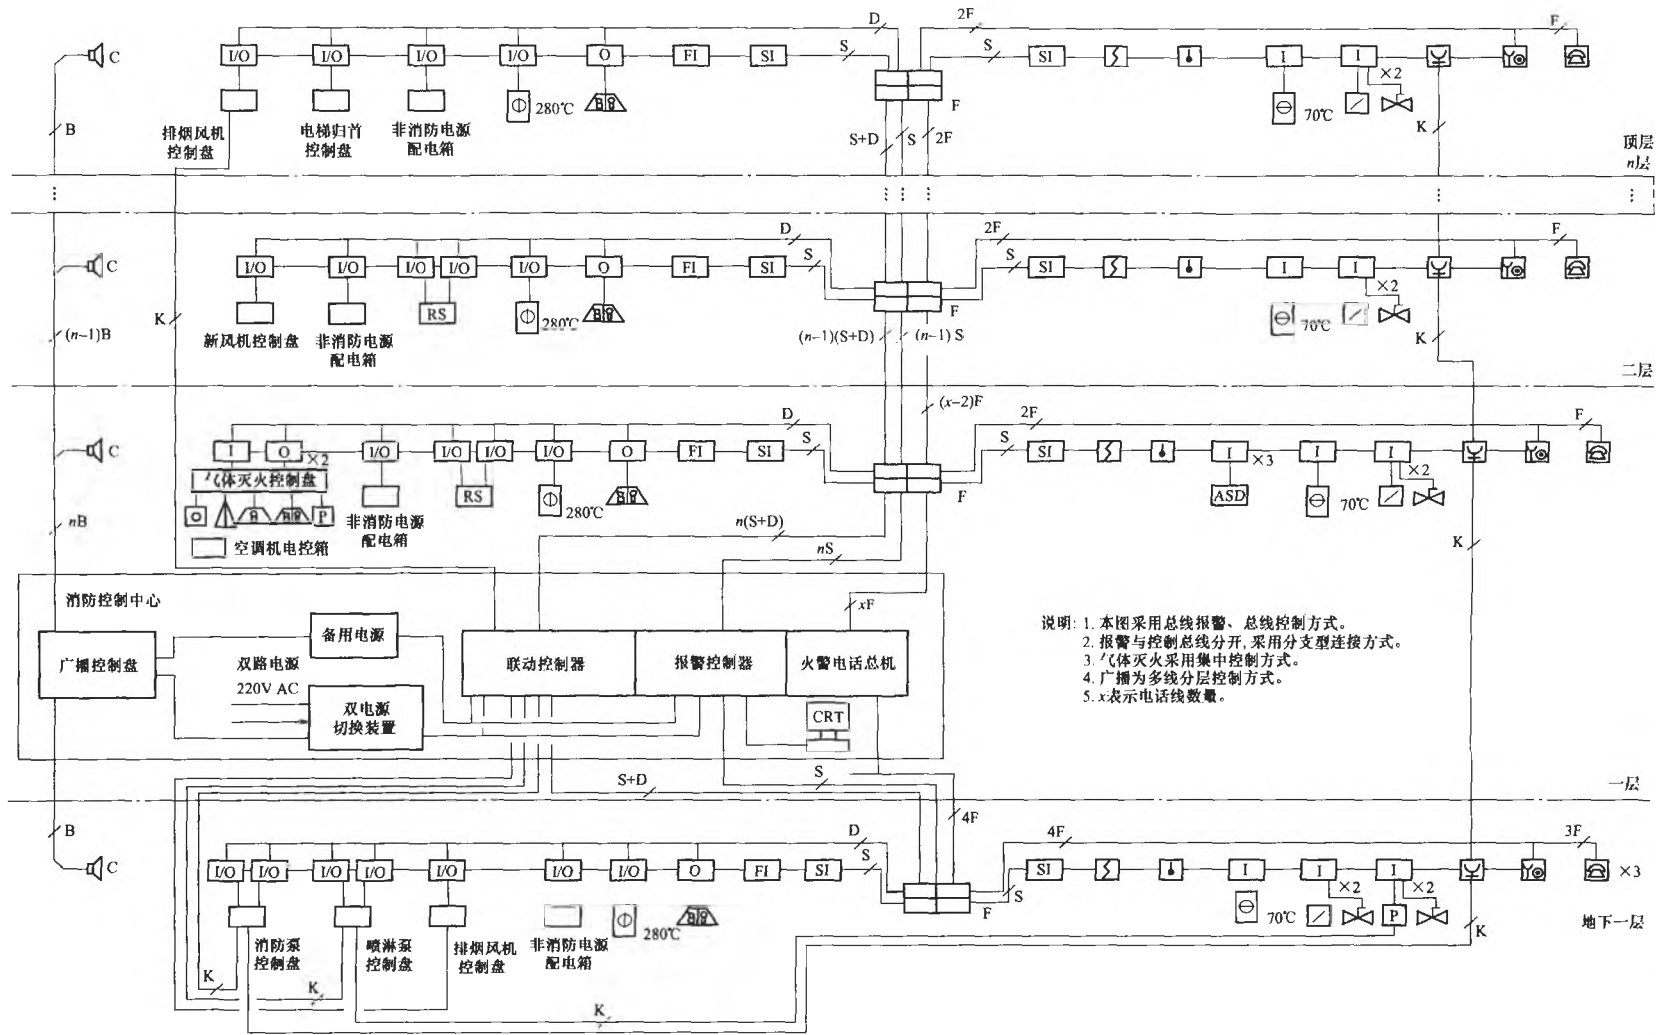 D
2F
F
S
S
C
I/O
I/O
I/O
I/O
O
FI
SI
SI
I
I
×2
280℃
F
70℃
B
排烟风机
控制盘
电梯归首
控制盘
非消防电源
配电箱
S+D
S
2F
K
顶层
n层
D
2F
F
S
S
C
I/O
I/O
I/O
I/O
I/O
O
FI
SI
SI
I
I
×2
RS
280℃
F
70℃
K
(n-1)B
新风机控制盘
非消防电源
配电箱
(n-1)(S+D)
(n-1)S
K
二层
(x-2)F
D
2F
F
S
S
C
I
O
×2
I/O
I/O
I/O
I/O
O
FI
SI
SI
I
×3
I
I
×2
气体灭火控制盘
RS
280℃
F
ASD
70℃
P
nB
空调机电控箱
非消防电源
配电箱
n(S+D)
nS
K
消防控制中心
xF
广播控制盘
备用电源
双路电源
220V AC
双电源
切换装置
联动控制器
报警控制器
火警电话总机
CRT
说明: 1. 本图采用总线报警、总线控制方式。
2. 报警与控制总线分开,采用分支型连接方式。
3. 气体灭火采用集中控制方式。
4. 广播为多线分层控制方式。
5. x表示电话线数量。
S+D
S
一层
B
4F
D
4F
3F
S
S
C
I/O
I/O
I/O
I/O
I/O
I/O
I/O
O
FI
SI
SI
I
I
×2
I
×2
×3
280℃
F
70℃
P
消防泵
控制盘
喷淋泵
控制盘
排烟风机
控制盘
非消防电源
配电箱
K
地下一层
K
K
K